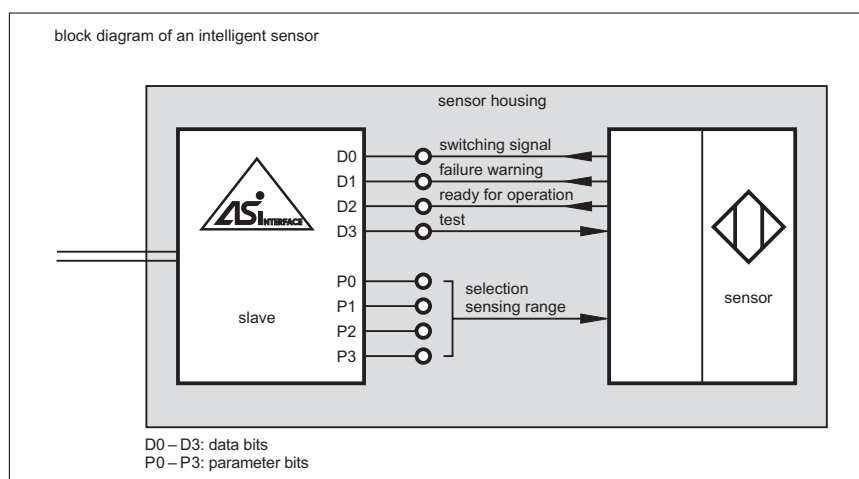 block diagram of an intelligent sensor
sensor housing
D0 switching signal
D1 failure warning
D2 ready for operation
D3 test
ASi INTERFACE
P0
P1
P2
P3
selection
sensing range
slave
sensor
D0 – D3: data bits
P0 – P3: parameter bits